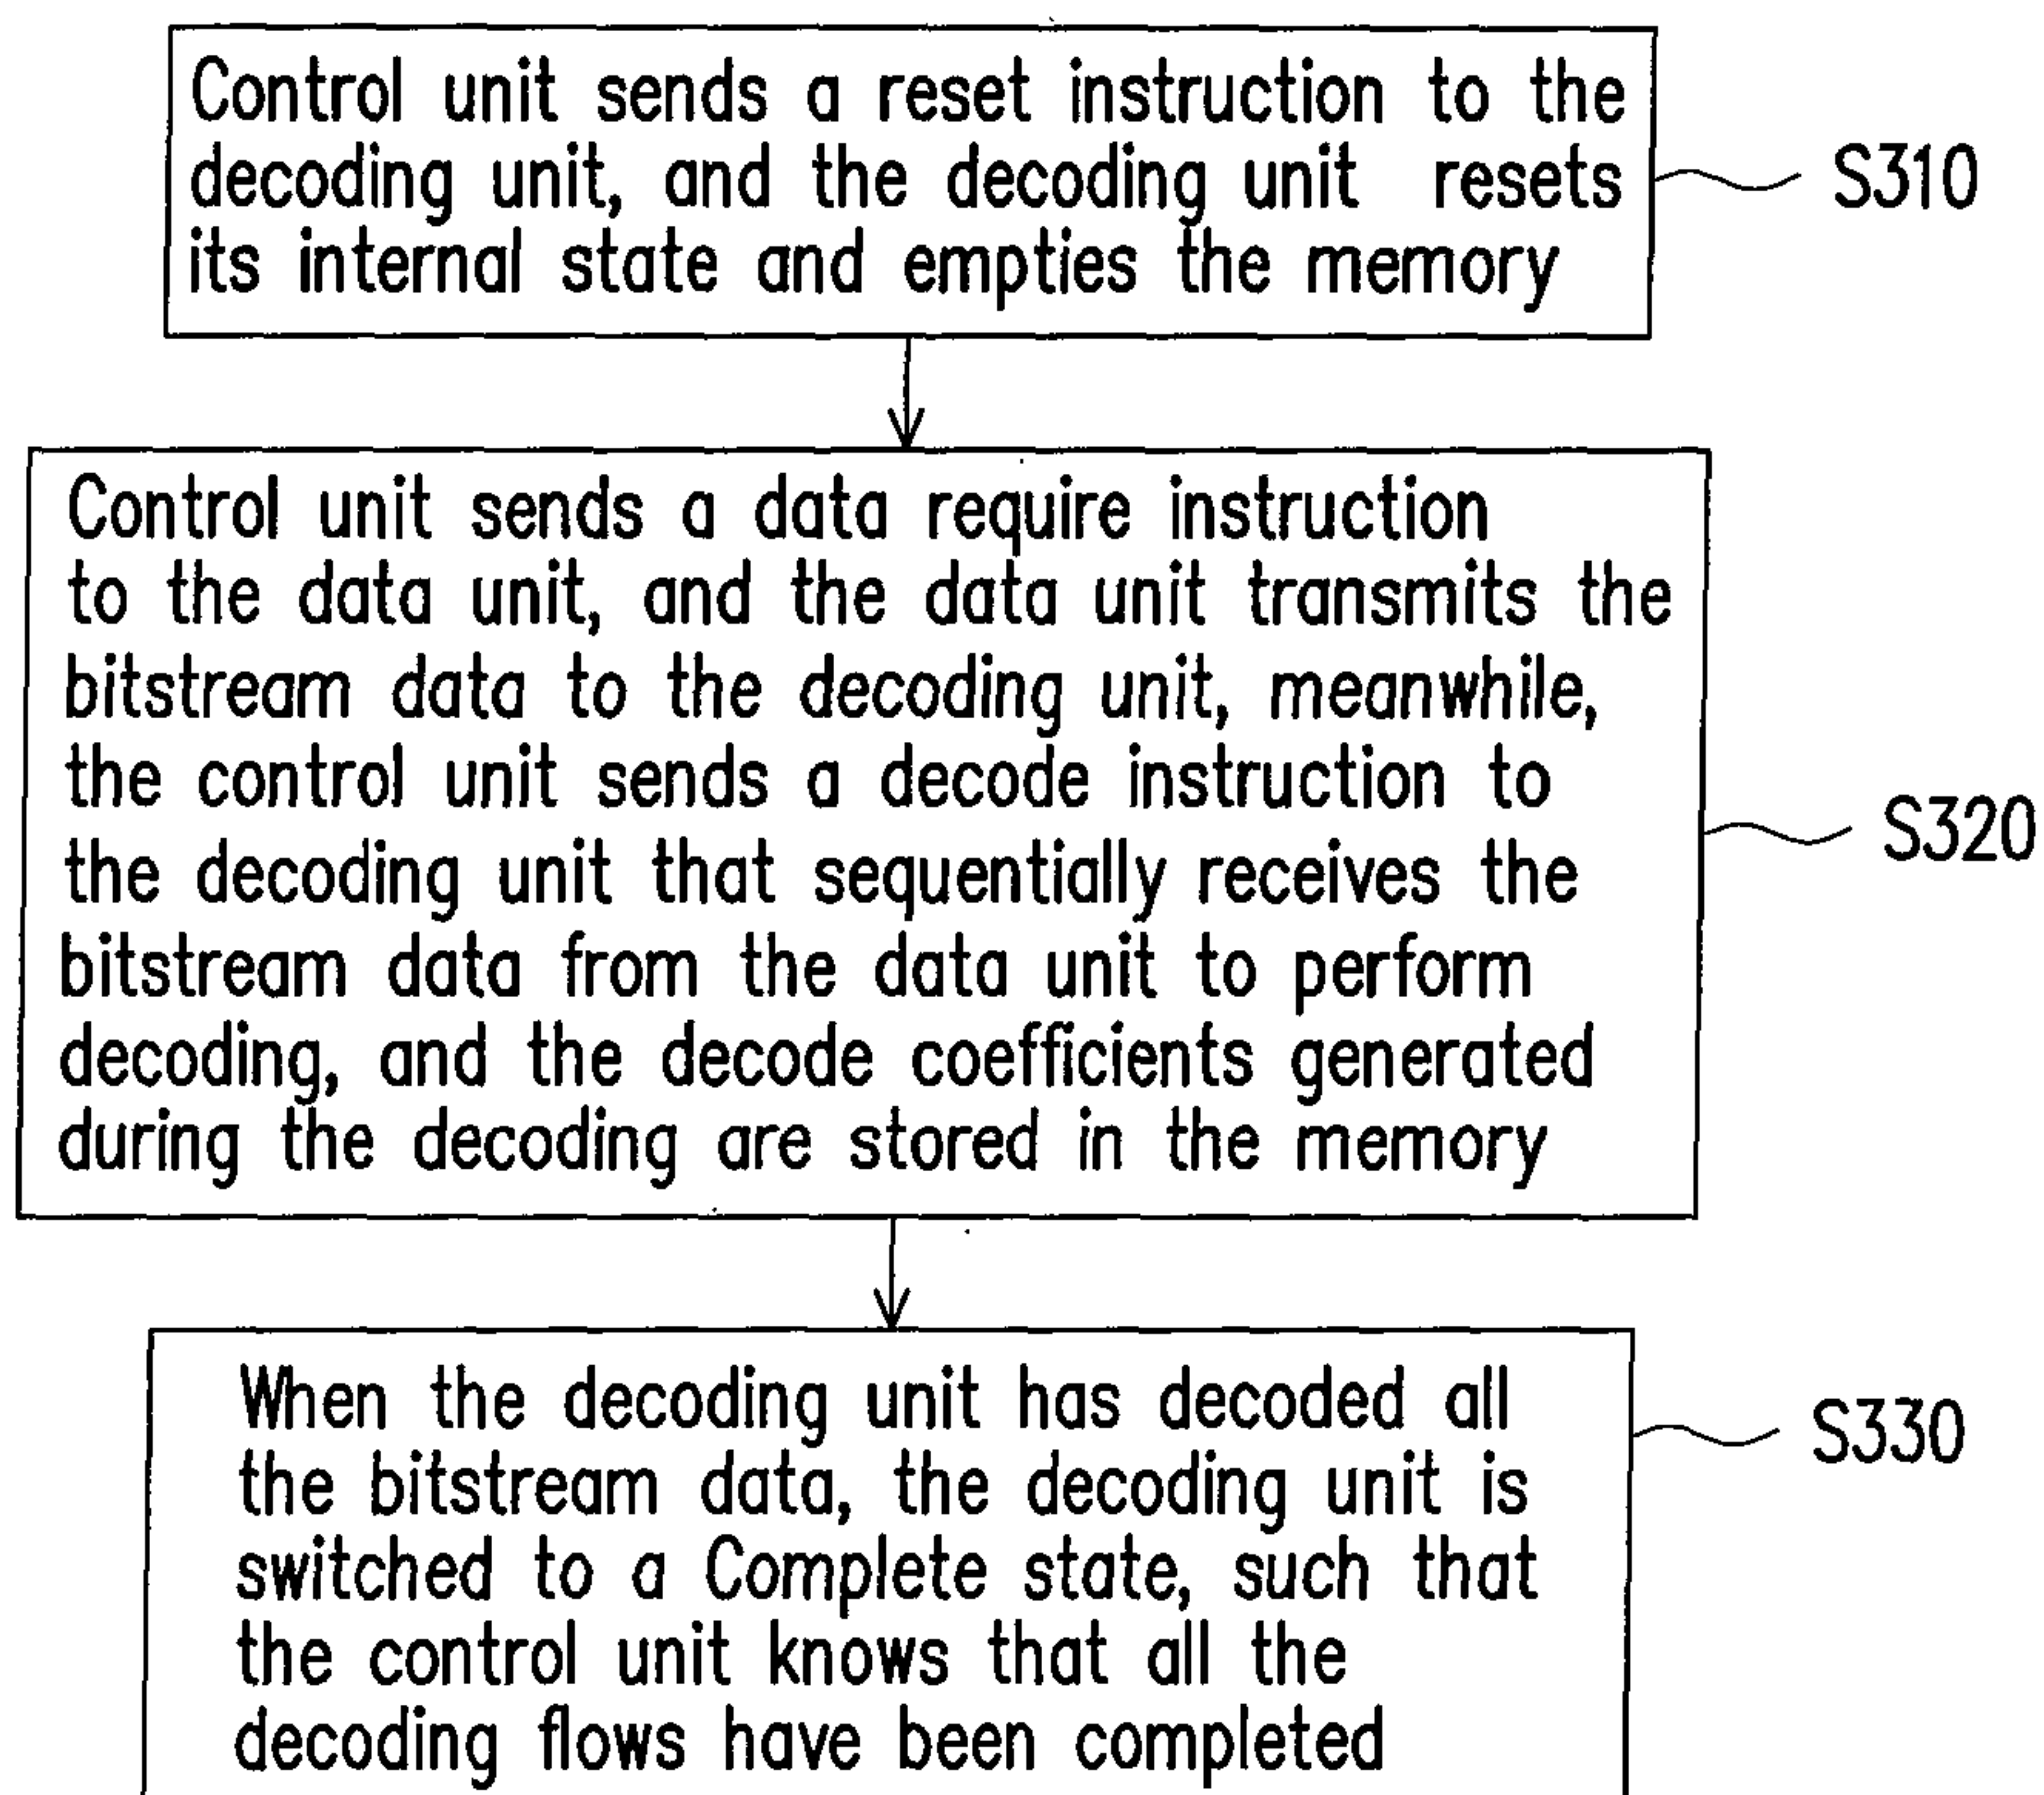 Control unit sends a reset instruction to the
decoding unit, and the decoding unit resets
its internal state and empties the memory
S310
Control unit sends a data require instruction
to the data unit, and the data unit transmits the
bitstream data to the decoding unit, meanwhile,
the control unit sends a decode instruction to
the decoding unit that sequentially receives the
bitstream data from the data unit to perform
decoding, and the decode coefficients generated
during the decoding are stored in the memory
S320
When the decoding unit has decoded all
the bitstream data, the decoding unit is
switched to a Complete state, such that
the control unit knows that all the
decoding flows have been completed
S330